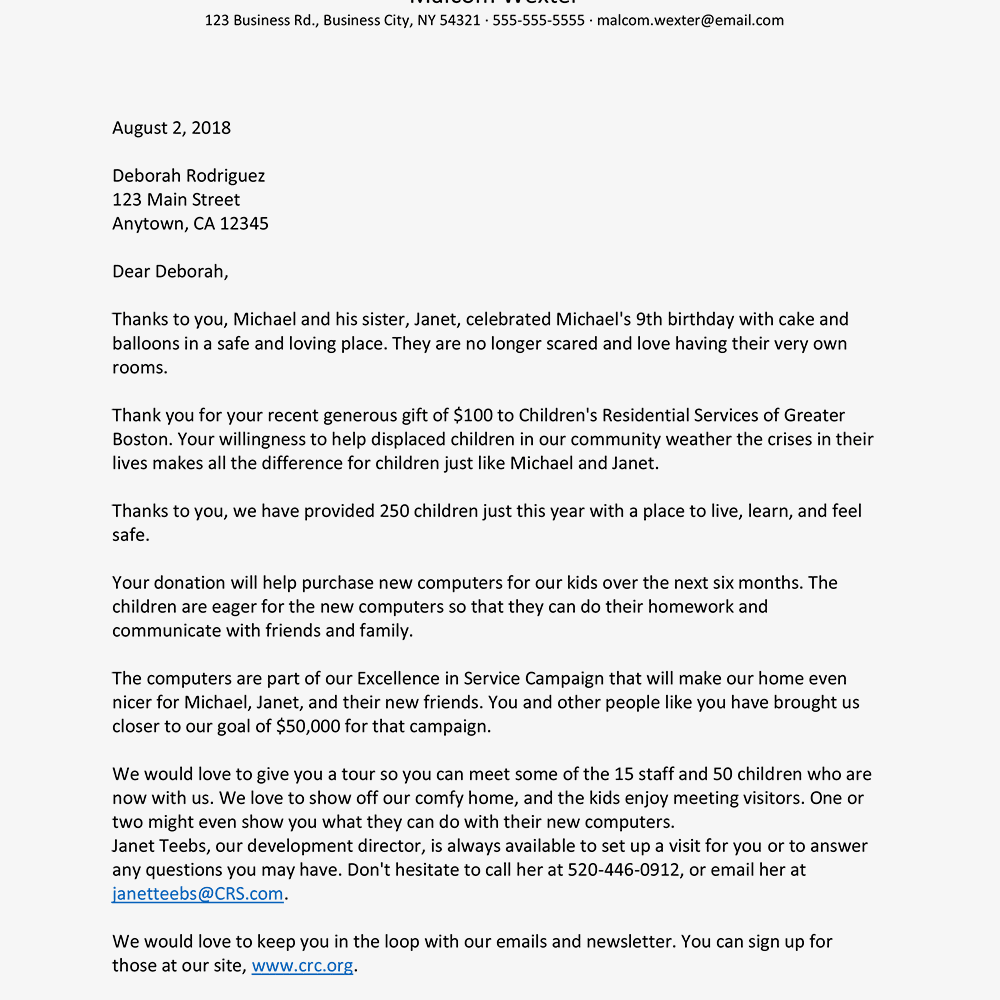 Malcom Wexter
123 Business Rd., Business City, NY 54321 · 555-555-5555 · malcom.wexter@email.com
August 2, 2018
Deborah Rodriguez
123 Main Street
Anytown, CA 12345
Dear Deborah,
Thanks to you, Michael and his sister, Janet, celebrated Michael's 9th birthday with cake and
balloons in a safe and loving place. They are no longer scared and love having their very own
rooms.
Thank you for your recent generous gift of $100 to Children's Residential Services of Greater
Boston. Your willingness to help displaced children in our community weather the crises in their
lives makes all the difference for children just like Michael and Janet.
Thanks to you, we have provided 250 children just this year with a place to live, learn, and feel
safe.
Your donation will help purchase new computers for our kids over the next six months. The
children are eager for the new computers so that they can do their homework and
communicate with friends and family.
The computers are part of our Excellence in Service Campaign that will make our home even
nicer for Michael, Janet, and their new friends. You and other people like you have brought us
closer to our goal of $50,000 for that campaign.
We would love to give you a tour so you can meet some of the 15 staff and 50 children who are
now with us. We love to show off our comfy home, and the kids enjoy meeting visitors. One or
two might even show you what they can do with their new computers.
Janet Teebs, our development director, is always available to set up a visit for you or to answer
any questions you may have. Don't hesitate to call her at 520-446-0912, or email her at
janetteebs@CRS.com.
We would love to keep you in the loop with our emails and newsletter. You can sign up for
those at our site, www.crc.org.